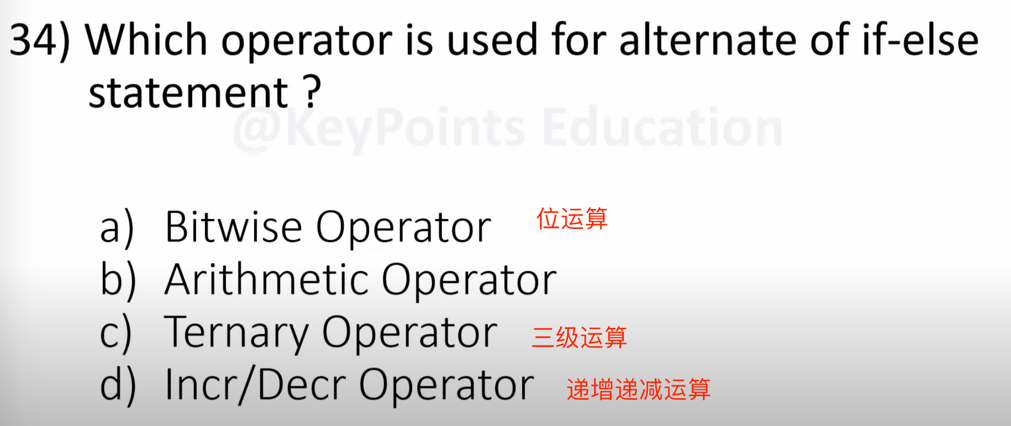 34) Which operator is used for alternate of if-else
statement ?
@KeyPoints Education
a) Bitwise Operator 位运算
b) Arithmetic Operator
c) Ternary Operator 三级运算
d) Incr/Decr Operator 递增递减运算